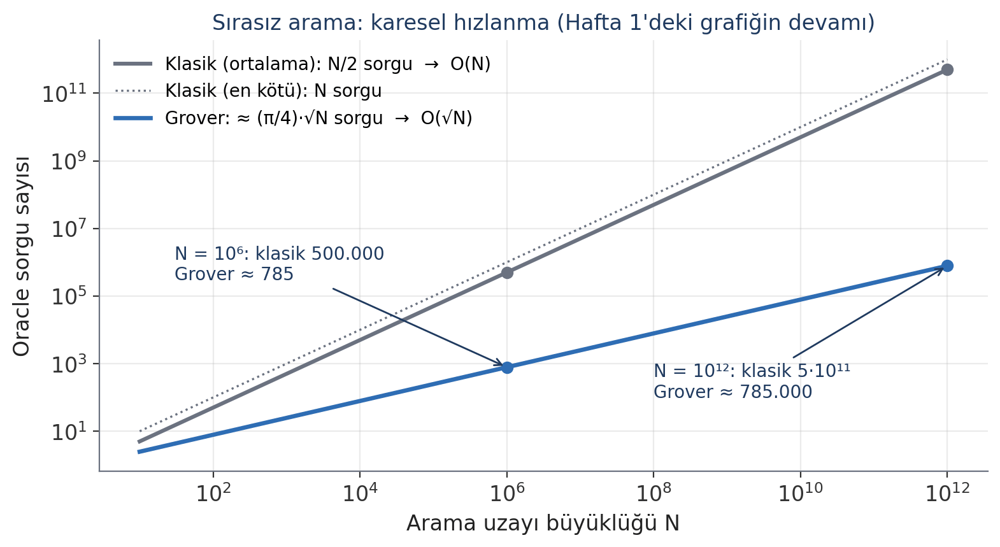 Sırasız arama: karesel hızlanma (Hafta 1'deki grafiğin devamı)
Klasik (ortalama): N/2 sorgu → O(N)
Klasik (en kötü): N sorgu
Grover: ≈ (π/4)·√N sorgu → O(√N)
Oracle sorgu sayısı
10¹¹
10⁹
10⁷
10⁵
10³
10¹
N = 10⁶: klasik 500.000
Grover ≈ 785
N = 10¹²: klasik 5·10¹¹
Grover ≈ 785.000
10² 10⁴ 10⁶ 10⁸ 10¹⁰ 10¹²
Arama uzayı büyüklüğü N